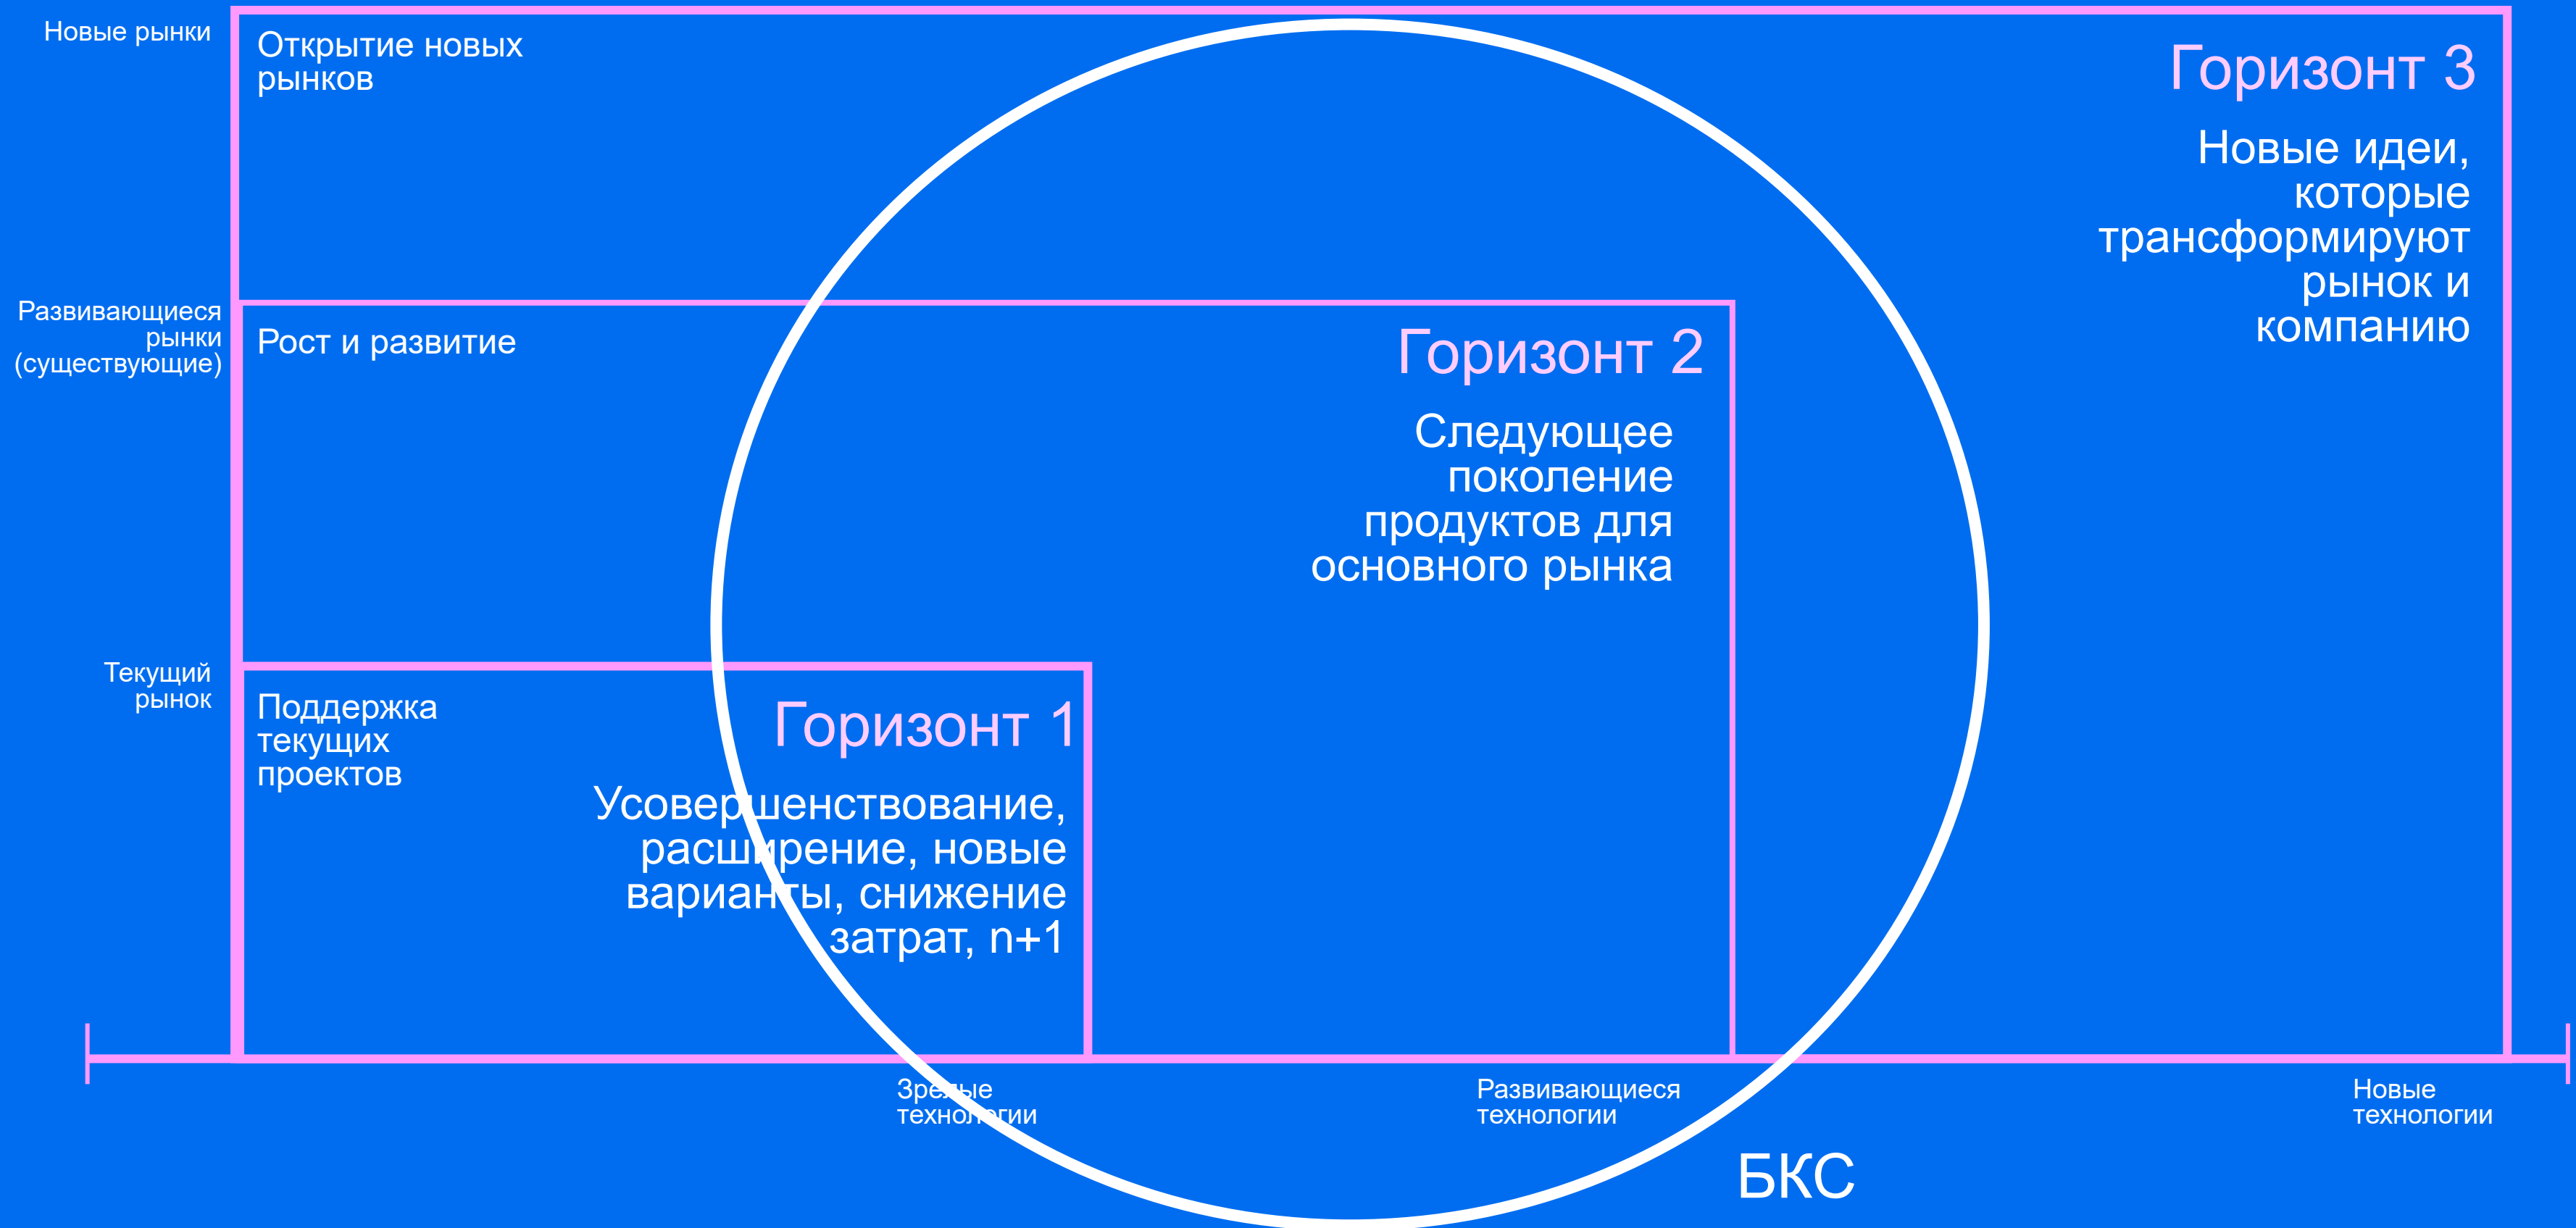 Новые рынки
Открытие новых
рынков
Горизонт 3
Новые идеи,
которые
трансформируют
рынок и
компанию
Развивающиеся
рынки
(существующие)
Рост и развитие
Горизонт 2
Следующее
поколение
продуктов для
основного рынка
Текущий
рынок
Поддержка
текущих
проектов
Горизонт 1
Усовершенствование,
расширение, новые
варианты, снижение
затрат, n+1
Зрелые
технологии
Развивающиеся
технологии
Новые
технологии
БКС